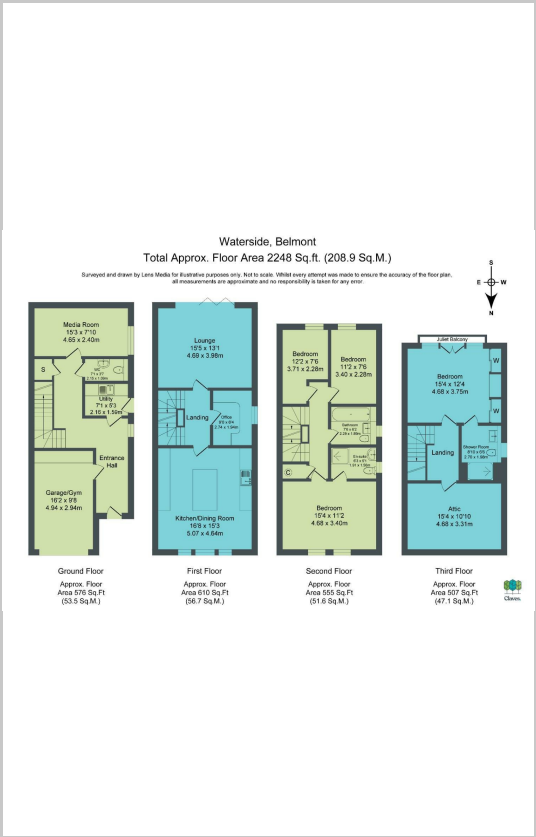 Waterside, Belmont
Total Approx. Floor Area 2248 Sq.ft. (208.9 Sq.M.)
Surveyed and drawn by Lens Media for illustrative purposes only. Not to scale. Whilst every attempt was made to ensure the accuracy of the floor plan,
all measurements are approximate and no responsibility is taken for any error.
S
E W
N
Media Room
15'3 x 7'10
4.65 x 2.40m
S
WC
Utility
7'1 x 5'3
2.16 x 1.59m
Entrance
Hall
Garage/Gym
16'2 x 9'8
4.94 x 2.94m
Lounge
15'5 x 13'1
4.69 x 3.98m
Landing
Office
9'0 x 6'4
2.74 x 1.94m
Kitchen/Dining Room
16'8 x 15'3
5.07 x 4.64m
Bedroom
12'2 x 7'6
3.71 x 2.28m
Bedroom
11'2 x 7'6
3.40 x 2.28m
Bathroom
Ensuite
C
Bedroom
15'4 x 11'2
4.68 x 3.40m
Juliet Balcony
Bedroom
15'4 x 12'4
4.68 x 3.75m
W
W
Landing
Shower Room
Attic
15'4 x 10'10
4.68 x 3.31m
Ground Floor
Approx. Floor
Area 576 Sq.Ft
(53.5 Sq.M.)
First Floor
Approx. Floor
Area 610 Sq.Ft
(56.7 Sq.M.)
Second Floor
Approx. Floor
Area 555 Sq.Ft
(51.6 Sq.M.)
Third Floor
Approx. Floor
Area 507 Sq.Ft
(47.1 Sq.M.)
Claves.